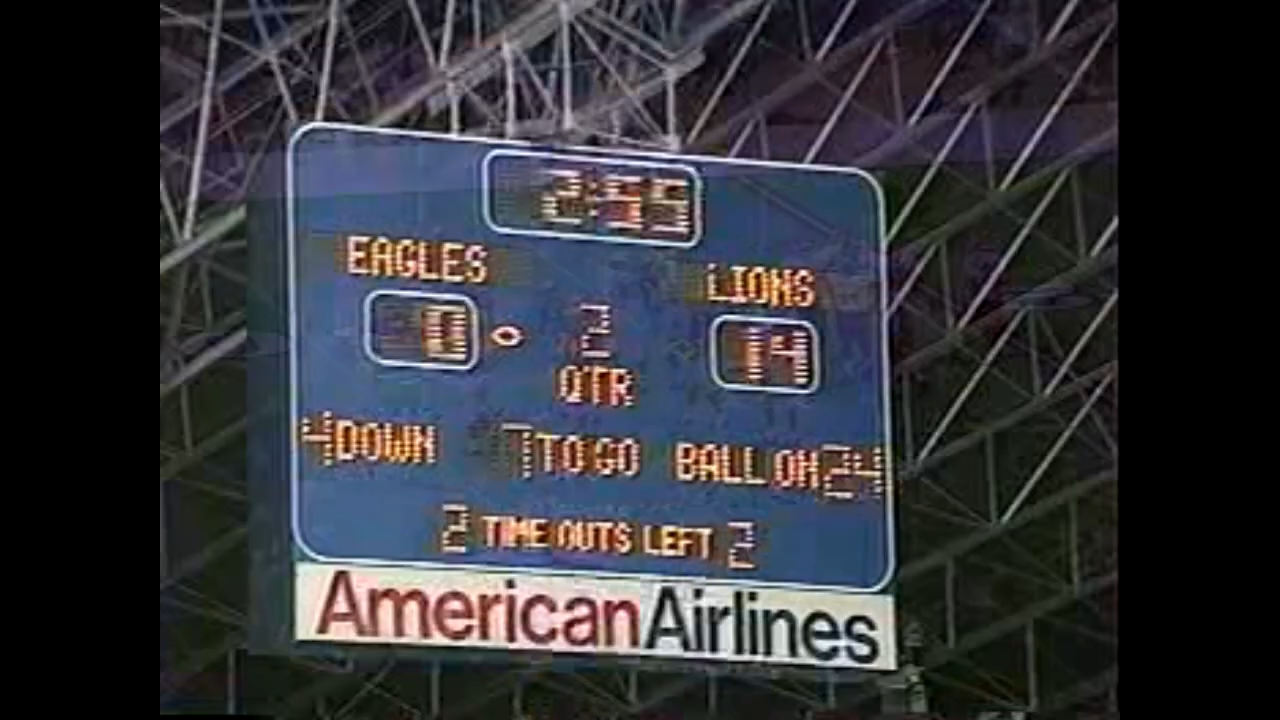 2:55
EAGLES LIONS
0 2 14
QTR
4 DOWN 7 TO GO BALL ON 24
2 TIME OUTS LEFT 2
AmericanAirlines